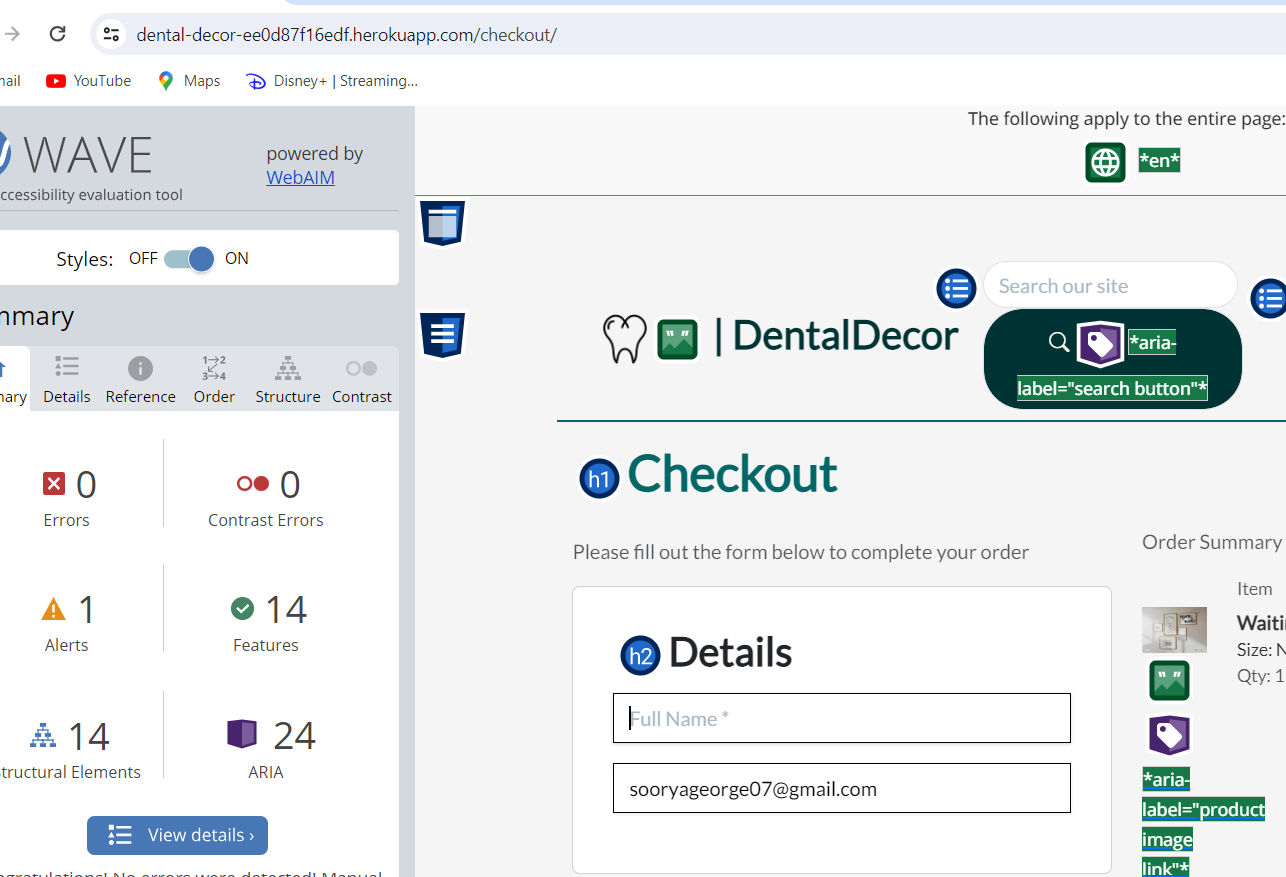 dental-decor-ee0d87f16edf.herokuapp.com/checkout/
YouTube
Maps
Disney+ | Streaming...
WAVE
powered by
WebAIM
ccessibility evaluation tool
Styles: OFF ON
mmary
mary
Details
Reference
Order
Structure
Contrast
0
Errors
0
Contrast Errors
1
Alerts
14
Features
14
Structural Elements
24
ARIA
View details ›
ngratulations! No errors were detected! Manual
The following apply to the entire page:
*en*
| DentalDecor
Search our site
*aria-
label="search button"*
h1 Checkout
Please fill out the form below to complete your order
h2 Details
Full Name *
sooryageorge07@gmail.com
Order Summary
Item
Waiti
Size: N
Qty: 1
*aria-
label="product
image
link"*